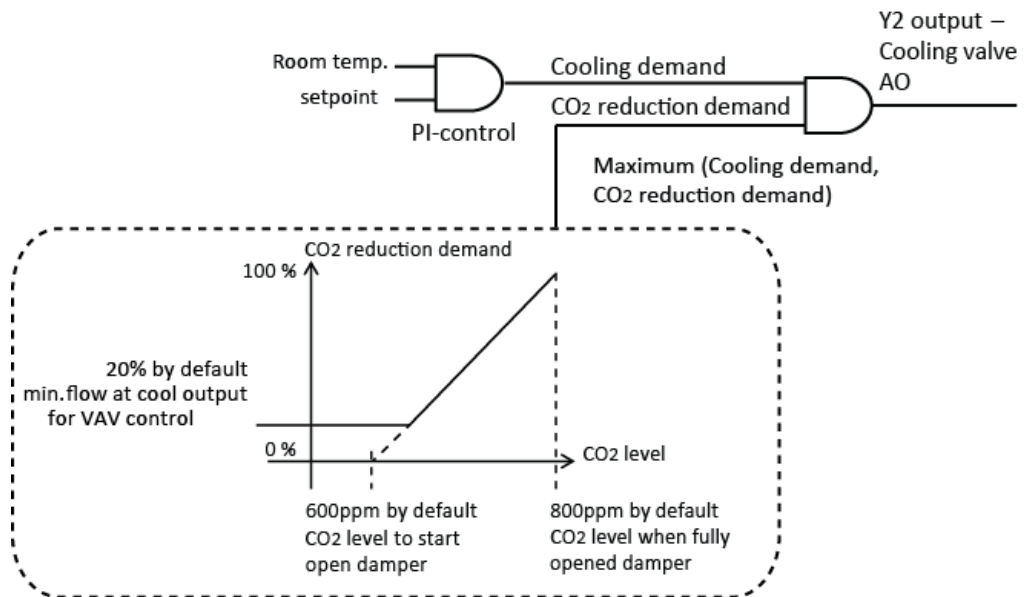 Y2 output –
Cooling valve
AO
Room temp.
setpoint
PI-control
Cooling demand
CO2 reduction demand
Maximum (Cooling demand,
CO2 reduction demand)
CO2 reduction demand
100 %
20% by default
min.flow at cool output
for VAV control
0 %
CO2 level
600ppm by default
CO2 level to start
open damper
800ppm by default
CO2 level when fully
opened damper